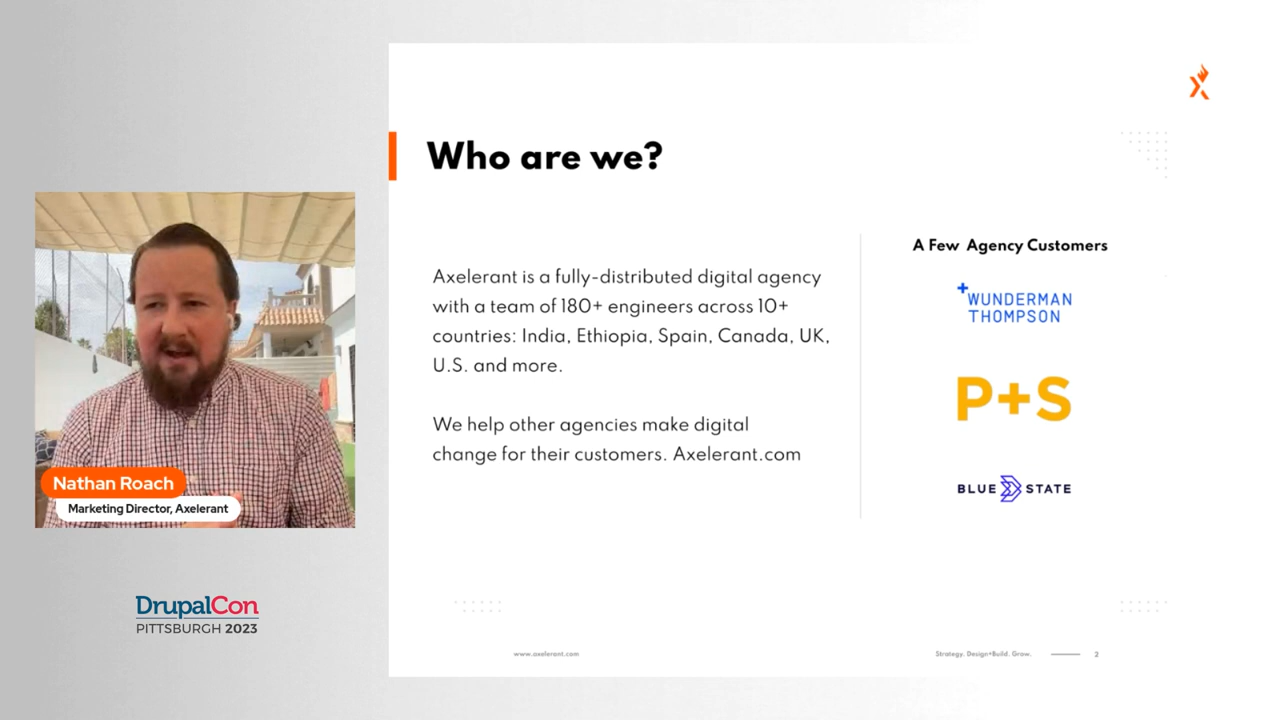 Who are we?
Axelerant is a fully-distributed digital agency
with a team of 180+ engineers across 10+
countries: India, Ethiopia, Spain, Canada, UK,
U.S. and more.
We help other agencies make digital
change for their customers. Axelerant.com
A Few Agency Customers
WUNDERMAN
THOMPSON
P+S
BLUE STATE
Nathan Roach
Marketing Director, Axelerant
DrupalCon
PITTSBURGH 2023
www.axelerant.com
Strategy. Design+Build. Grow.
2